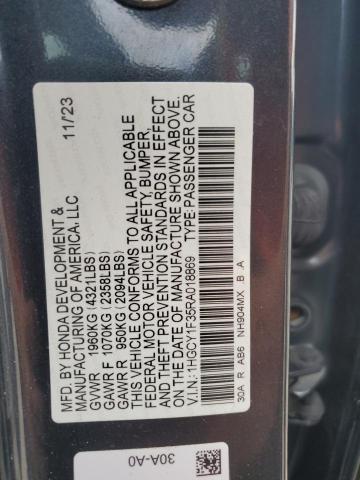 MFD. BY HONDA DEVELOPMENT &
MANUFACTURING OF AMERICA, LLC
11/23
GVWR 1960KG (4321LBS)
GAWR F 1070KG (2358LBS)
GAWR R 950KG (2094LBS)
THIS VEHICLE CONFORMS TO ALL APPLICABLE
FEDERAL MOTOR VEHICLE SAFETY, BUMPER,
AND THEFT PREVENTION STANDARDS IN EFFECT
ON THE DATE OF MANUFACTURE SHOWN ABOVE.
V.I.N.: 1HGCY1F35RA018869 TYPE: PASSENGER CAR
30A R AB6 NH904MX B A
30A-A0